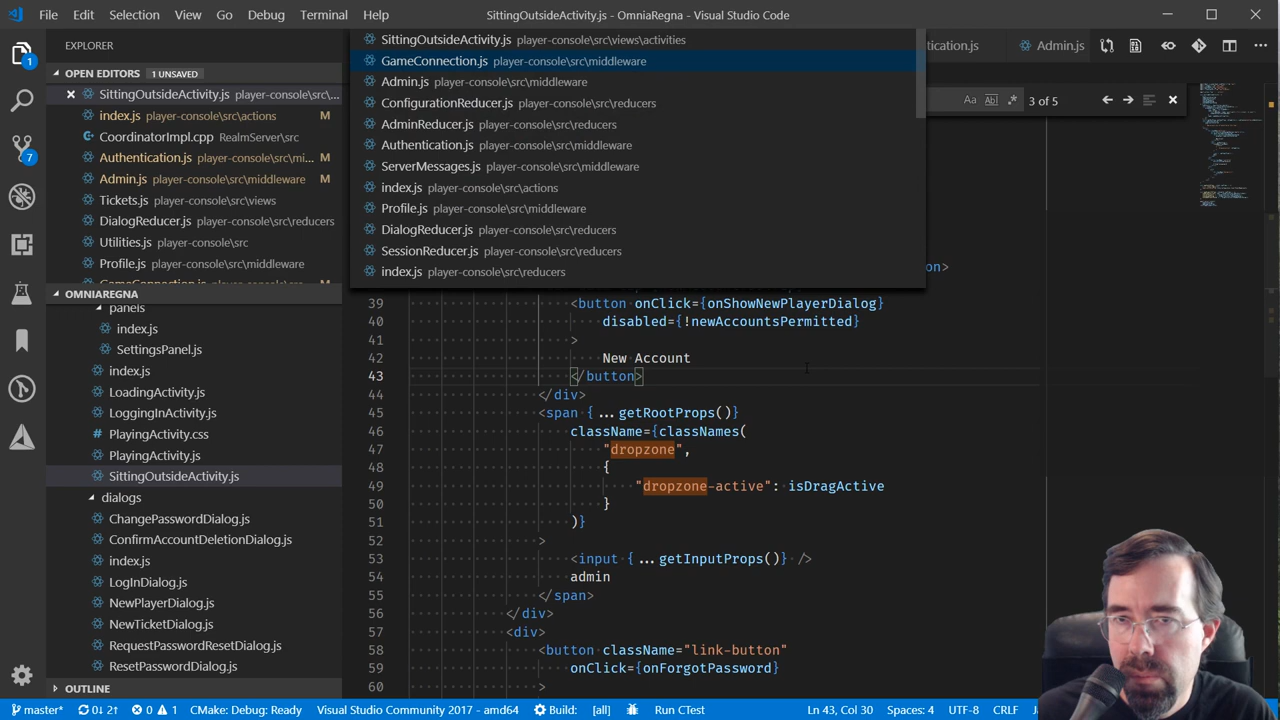 File Edit Selection View Go Debug Terminal Help
SittingOutsideActivity.js - OmniaRegna - Visual Studio Code
EXPLORER
OPEN EDITORS 1 UNSAVED
SittingOutsideActivity.js player-console\src\...
index.js player-console\src\actions M
CoordinatorImpl.cpp RealmServer\src
Authentication.js player-console\src\mi... M
Admin.js player-console\src\middleware M
Tickets.js player-console\src\views
DialogReducer.js player-console\src\reducers
Utilities.js player-console\src
Profile.js player-console\src\middleware
GameConnection.js player-console\src\middleware
OMNIAREGNA
panels
index.js
SettingsPanel.js
index.js
LoadingActivity.js
LoggingInActivity.js
PlayingActivity.css
PlayingActivity.js
SittingOutsideActivity.js
dialogs
ChangePasswordDialog.js
ConfirmAccountDeletionDialog.js
index.js
LogInDialog.js
NewPlayerDialog.js
NewTicketDialog.js
RequestPasswordResetDialog.js
ResetPasswordDialog.js
OUTLINE
1
7
SittingOutsideActivity.js player-console\src\views\activities
GameConnection.js player-console\src\middleware
Admin.js player-console\src\middleware
ConfigurationReducer.js player-console\src\reducers
AdminReducer.js player-console\src\reducers
Authentication.js player-console\src\middleware
ServerMessages.js player-console\src\middleware
index.js player-console\src\actions
Profile.js player-console\src\middleware
DialogReducer.js player-console\src\reducers
SessionReducer.js player-console\src\reducers
index.js player-console\src\reducers
tication.js Admin.js
Aa Abl .* 3 of 5
on>
39 <button onClick={onShowNewPlayerDialog}
40 disabled={!newAccountsPermitted}
41 >
42 New Account
43 </button>
44 </div>
45 <span {...getRootProps()}
46 className={classNames(
47 "dropzone",
48 {
49 "dropzone-active": isDragActive
50 }
51 )}
52 >
53 <input {...getInputProps()} />
54 admin
55 </span>
56 </div>
57 <div>
58 <button className="link-button"
59 onClick={onForgotPassword}
60 >
master* 0↓ 2↑ 0 1 CMake: Debug: Ready Visual Studio Community 2017 - amd64 Build: [all] Run CTest Ln 43, Col 30 Spaces: 4 UTF-8 CRLF